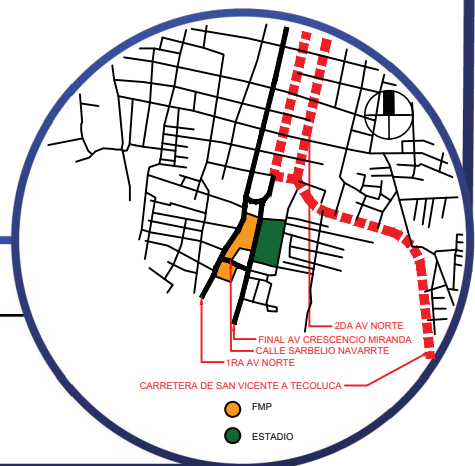 2DA AV NORTE
FINAL AV CRESCENCIO MIRANDA
CALLE SARBELIO NAVARRTE
1RA AV NORTE
CARRETERA DE SAN VICENTE A TECOLUCA
FMP
ESTADIO